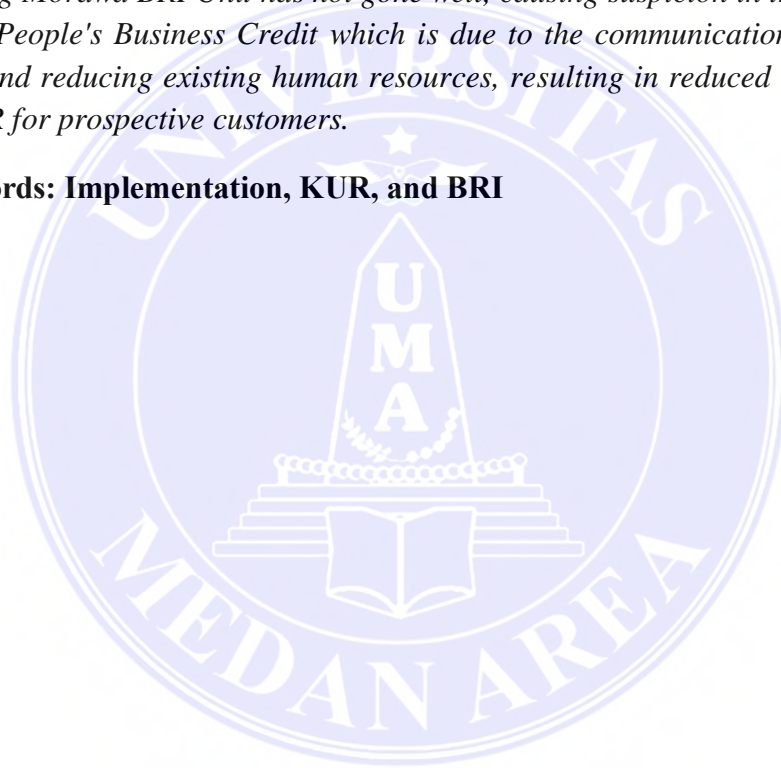 Morawa BRI Unit has not gone well, causing suspicion in
People's Business Credit which is due to the communication
nd reducing existing human resources, resulting in reduced
R for prospective customers.
ords: Implementation, KUR, and BRI
UNIVERSITAS
UMA
MEDAN AREA